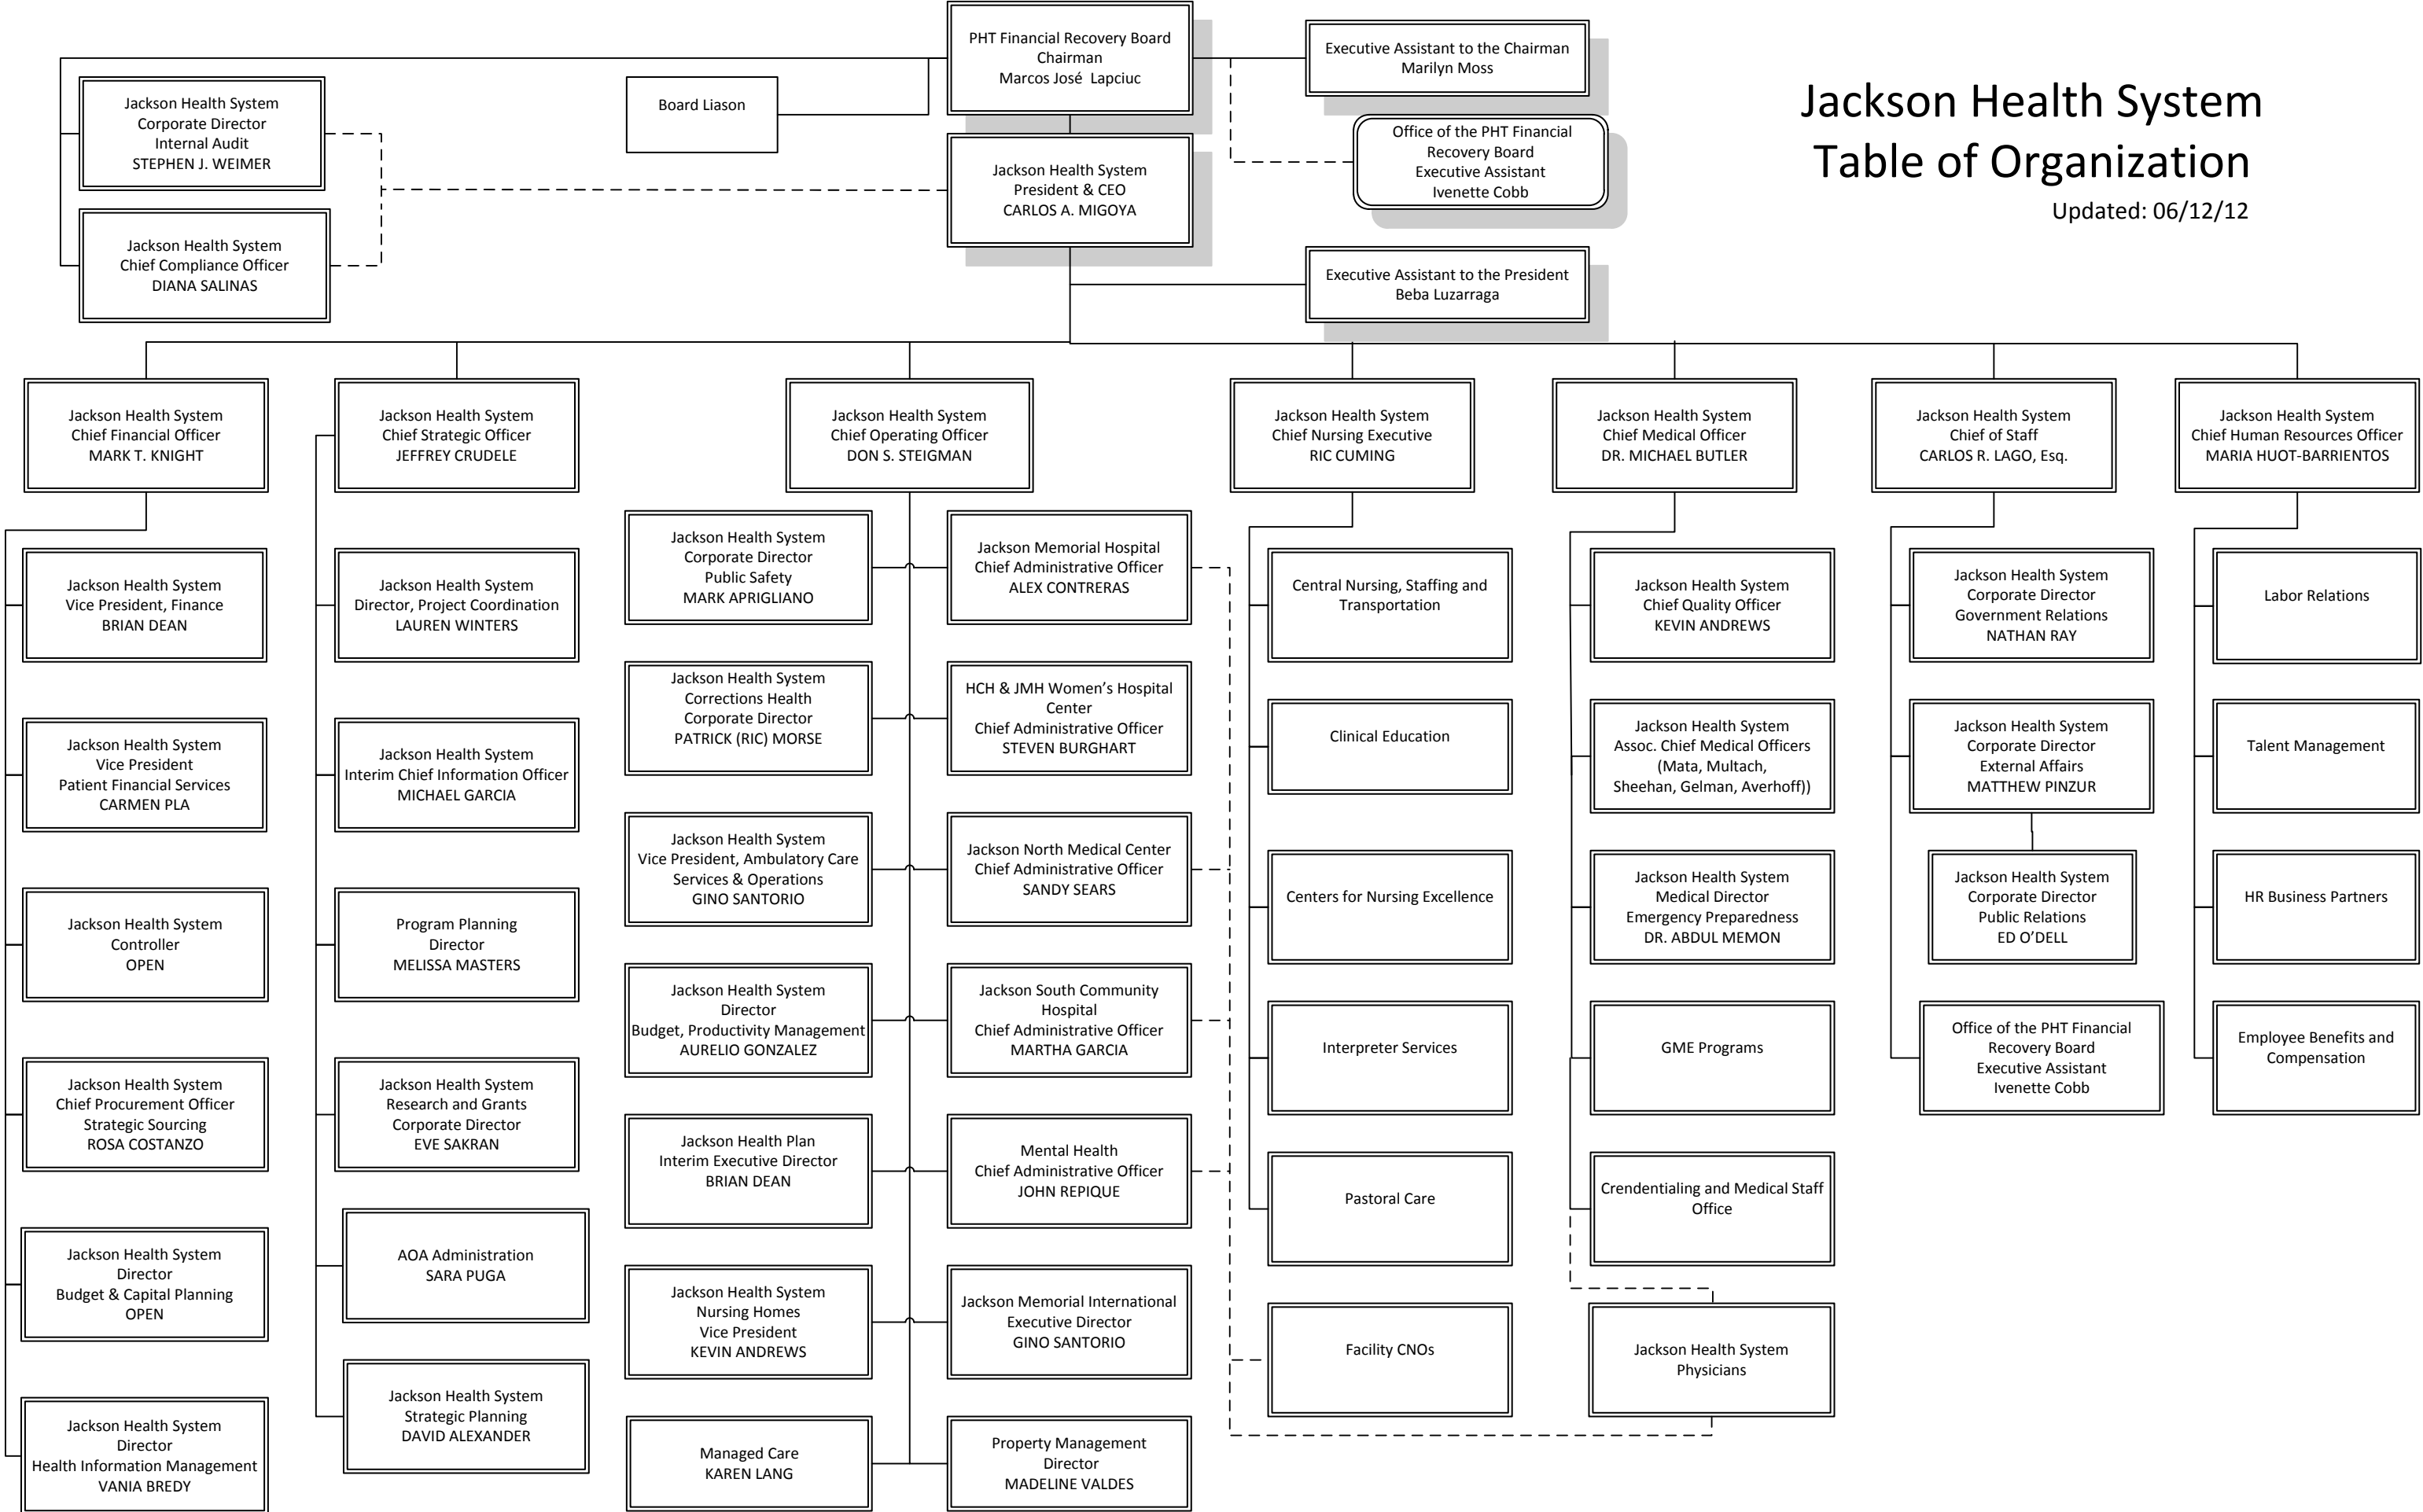 PHT Financial Recovery Board
Chairman
Marcos José  Lapciuc
Executive Assistant to the Chairman
Marilyn Moss
Jackson Health System
Table of Organization
Updated: 06/12/12
Jackson Health System
Corporate Director
Internal Audit
STEPHEN J. WEIMER
Board Liason
Office of the PHT Financial
Recovery Board
Executive Assistant
Ivenette Cobb
Jackson Health System
President & CEO
CARLOS A. MIGOYA
Jackson Health System
Chief Compliance Officer
DIANA SALINAS
Executive Assistant to the President
Beba Luzarraga
Jackson Health System
Chief Financial Officer
MARK T. KNIGHT
Jackson Health System
Chief Strategic Officer
JEFFREY CRUDELE
Jackson Health System
Chief Operating Officer
DON S. STEIGMAN
Jackson Health System
Chief Nursing Executive
RIC CUMING
Jackson Health System
Chief Medical Officer
DR. MICHAEL BUTLER
Jackson Health System
Chief of Staff
CARLOS R. LAGO, Esq.
Jackson Health System
Chief Human Resources Officer
MARIA HUOT-BARRIENTOS
Jackson Health System
Vice President, Finance
BRIAN DEAN
Jackson Health System
Vice President
Patient Financial Services
CARMEN PLA
Jackson Health System
Controller
OPEN
Jackson Health System
Chief Procurement Officer
Strategic Sourcing
ROSA COSTANZO
Jackson Health System
Director
Budget & Capital Planning
OPEN
Jackson Health System
Director
Health Information Management
VANIA BREDY
Jackson Health System
Director, Project Coordination
LAUREN WINTERS
Jackson Health System
Interim Chief Information Officer
MICHAEL GARCIA
Program Planning
Director
MELISSA MASTERS
Jackson Health System
Research and Grants
Corporate Director
EVE SAKRAN
AOA Administration
SARA PUGA
Jackson Health System
Strategic Planning
DAVID ALEXANDER
Jackson Health System
Corporate Director
Public Safety
MARK APRIGLIANO
Jackson Health System
Corrections Health
Corporate Director
PATRICK (RIC) MORSE
Jackson Health System
Vice President, Ambulatory Care
Services & Operations
GINO SANTORIO
Jackson Health System
Director
Budget, Productivity Management
AURELIO GONZALEZ
Jackson Health Plan
Interim Executive Director
BRIAN DEAN
Jackson Health System
Nursing Homes
Vice President
KEVIN ANDREWS
Managed Care
KAREN LANG
Jackson Memorial Hospital
Chief Administrative Officer
ALEX CONTRERAS
HCH & JMH Women’s Hospital
Center
Chief Administrative Officer
STEVEN BURGHART
Jackson North Medical Center
Chief Administrative Officer
SANDY SEARS
Jackson South Community
Hospital
Chief Administrative Officer
MARTHA GARCIA
Mental Health
Chief Administrative Officer
JOHN REPIQUE
Jackson Memorial International
Executive Director
GINO SANTORIO
Property Management
Director
MADELINE VALDES
Central Nursing, Staffing and
Transportation
Clinical Education
Centers for Nursing Excellence
Interpreter Services
Pastoral Care
Facility CNOs
Jackson Health System
Chief Quality Officer
KEVIN ANDREWS
Jackson Health System
Assoc. Chief Medical Officers
(Mata, Multach,
Sheehan, Gelman, Averhoff))
Jackson Health System
Medical Director
Emergency Preparedness
DR. ABDUL MEMON
GME Programs
Crendentialing and Medical Staff
Office
Jackson Health System
Physicians
Jackson Health System
Corporate Director
Government Relations
NATHAN RAY
Jackson Health System
Corporate Director
External Affairs
MATTHEW PINZUR
Jackson Health System
Corporate Director
Public Relations
ED O’DELL
Office of the PHT Financial
Recovery Board
Executive Assistant
Ivenette Cobb
Labor Relations
Talent Management
HR Business Partners
Employee Benefits and
Compensation